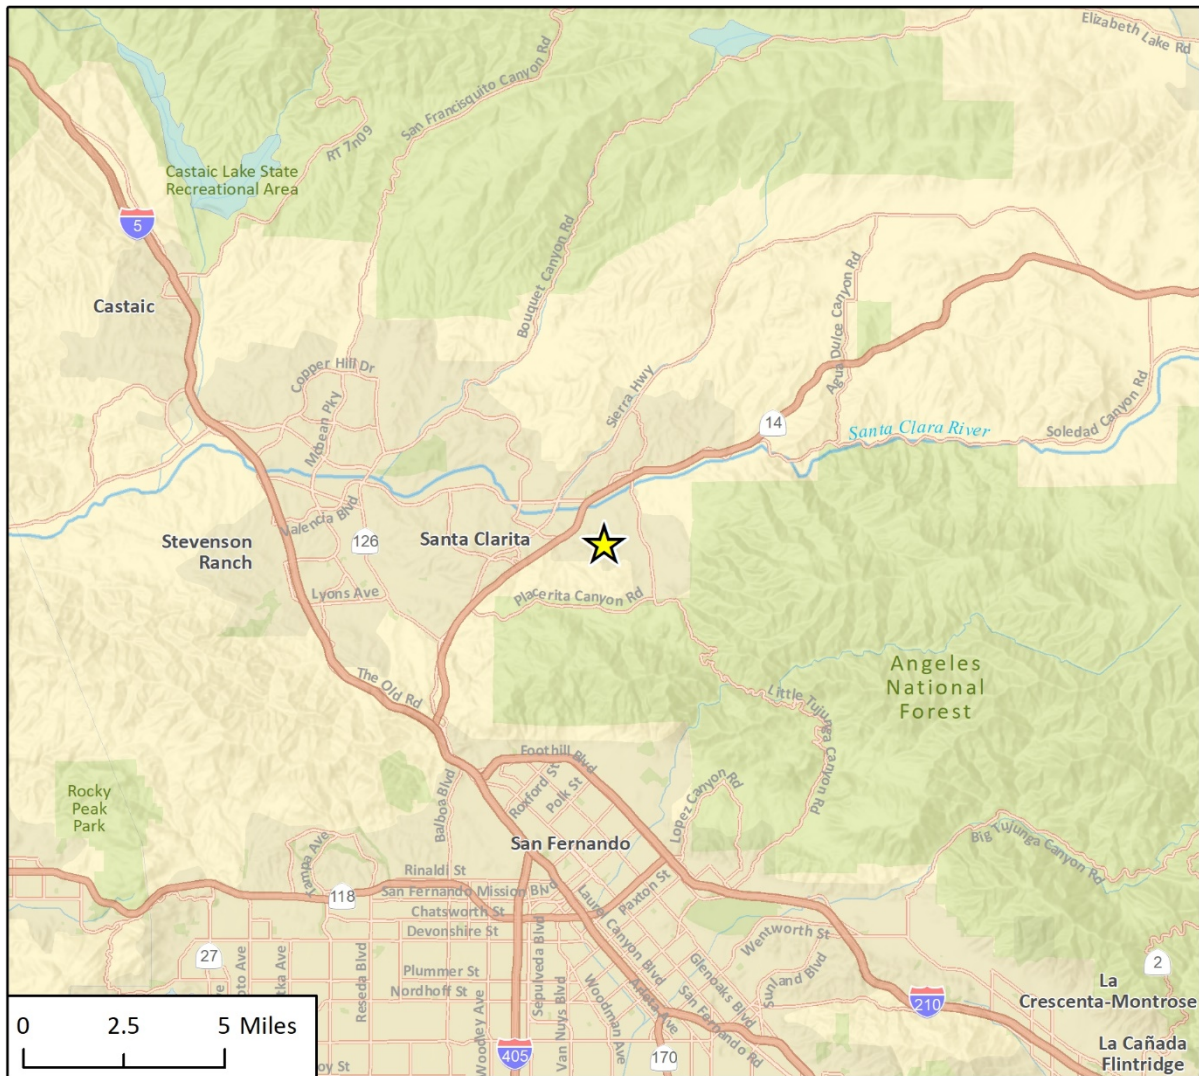 Elizabeth Lake Rd
San Francisquito Canyon Rd
RT 7n09
Castaic Lake State
Recreational Area
5
Bouquet Canyon Rd
Agua Dulce Canyon Rd
Castaic
Copper Hill Dr
Sierra Hwy
Mcbean Pky
14
Santa Clara River
Soledad Canyon Rd
Valencia Blvd
126
Stevenson
Ranch
Santa Clarita
Lyons Ave
Placerita Canyon Rd
The Old Rd
Angeles
National
Forest
Little Tujunga Canyon Rd
Foothill Blvd
Roxford St
Polk St
Balboa Blvd
Lopez Canyon Rd
Rocky
Peak
Park
San Fernando
Big Tujunga Canyon Rd
Tampa Ave
Rinaldi St
118
San Fernando Mission Blvd
Chatsworth St
Devonshire St
Laurel Canyon Blvd
Paxton St
Wentworth St
27
Reseda Blvd
Plummer St
Nordhoff St
Woodley Ave
Sepulveda Blvd
Van Nuys Blvd
Woodman Ave
Arleta Ave
Glenoaks Blvd
San Fernando Rd
Sunland Blvd
210
2
La
Crescenta-Montrose
La Cañada
Flintridge
405
170
0 2.5 5 Miles